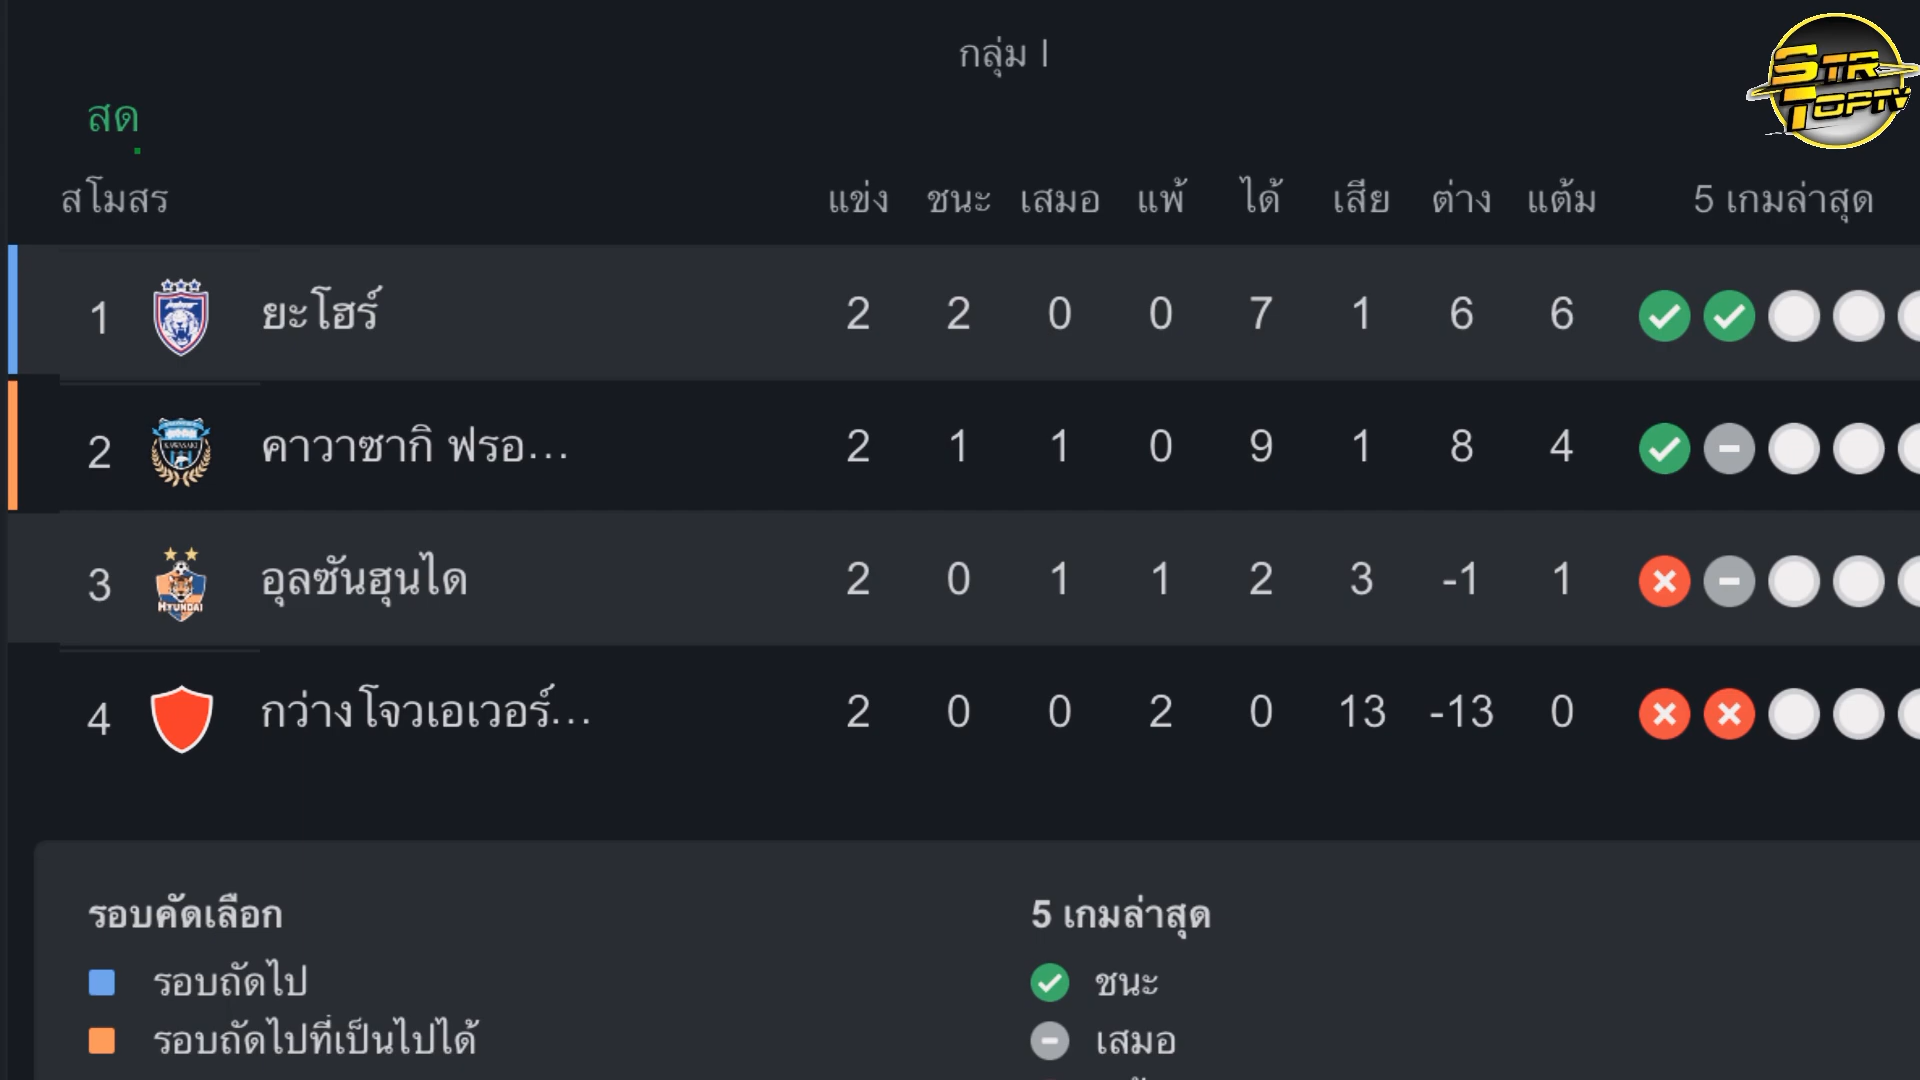 กลุ่ม I
STR TOPTV
สด
สโมสร แข่ง ชนะ เสมอ แพ้ ได้ เสีย ต่าง แต้ม 5 เกมล่าสุด
1 ยะโฮร์ 2 2 0 0 7 1 6 6
2 KAWASAKI คาวาซากิ ฟรอ... 2 1 1 0 9 1 8 4
3 HYUNDAI อุลซันฮุนได 2 0 1 1 2 3 -1 1
4 กว่างโจวเอเวอร์... 2 0 0 2 0 13 -13 0
รอบคัดเลือก 5 เกมล่าสุด
รอบถัดไป ชนะ
รอบถัดไปที่เป็นไปได้ เสมอ